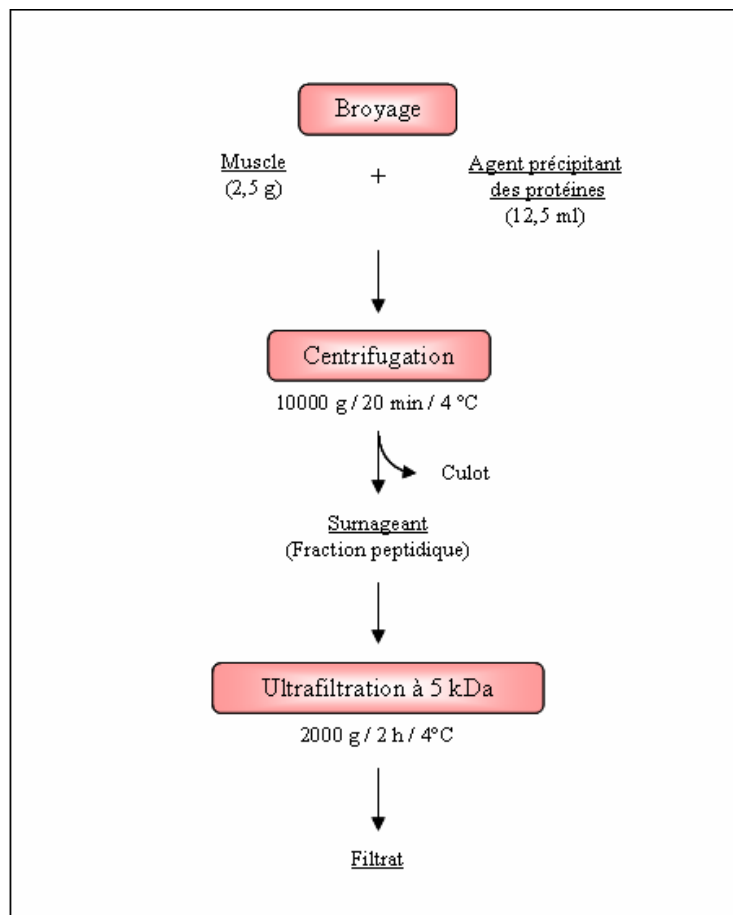 Broyage
Muscle
(2,5 g)
+
Agent précipitant
des protéines
(12,5 ml)
Centrifugation
10000 g / 20 min / 4 °C
Culot
Surnageant
(Fraction peptidique)
Ultrafiltration à 5 kDa
2000 g / 2 h / 4°C
Filtrat